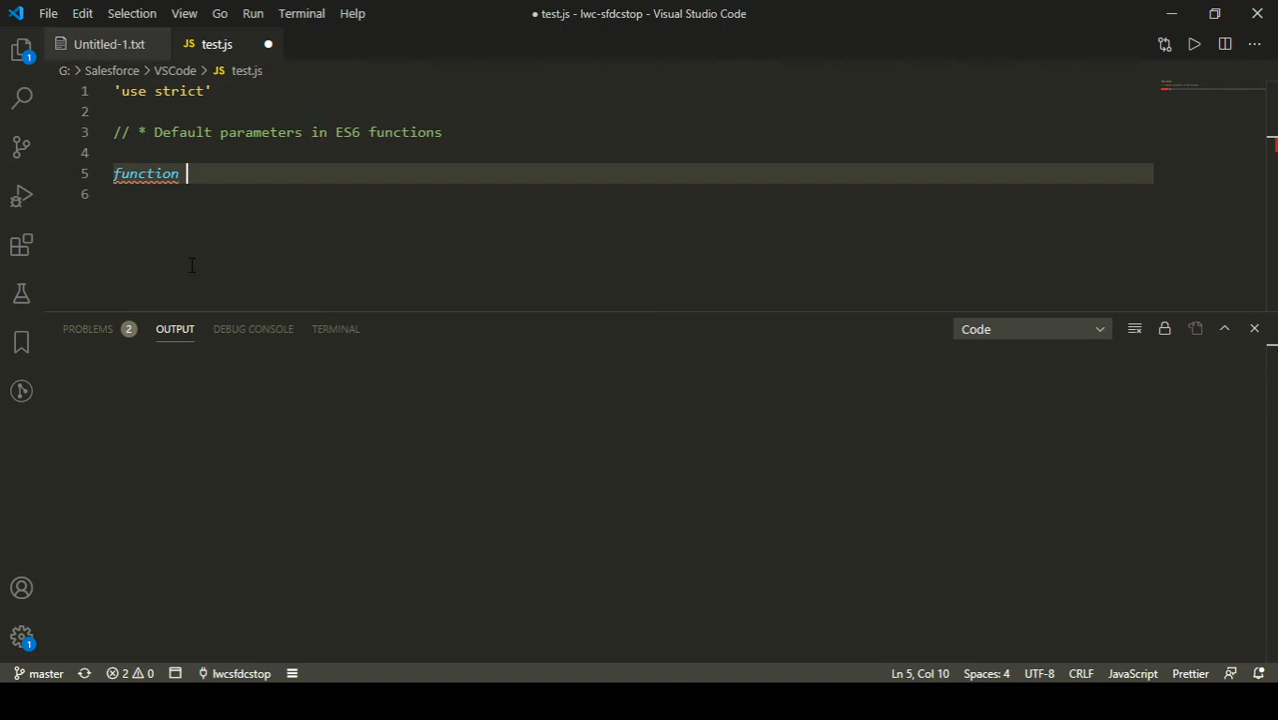 File Edit Selection View Go Run Terminal Help
● test.js - lwc-sfdcstop - Visual Studio Code
Untitled-1.txt
JS test.js ●
G: > Salesforce > VSCode > JS test.js
1 'use strict'
2
3 // * Default parameters in ES6 functions
4
5 function
6
PROBLEMS 2 OUTPUT DEBUG CONSOLE TERMINAL
Code
1
1
master 2 0 lwcsfdcstop
Ln 5, Col 10 Spaces: 4 UTF-8 CRLF JavaScript Prettier